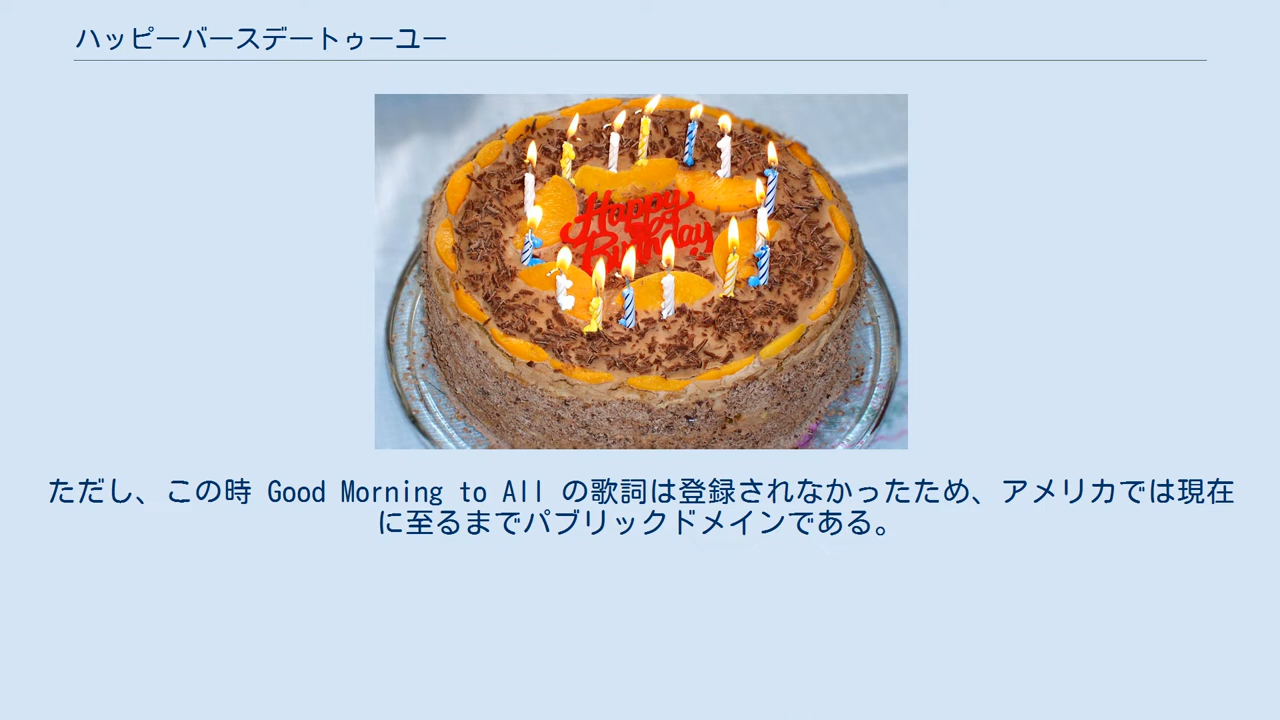 ハッピーバースデートゥーユー
Happy
Birthday
ただし、この時 Good Morning to All の歌詞は登録されなかったため、アメリカでは現在
に至るまでパブリックドメインである。